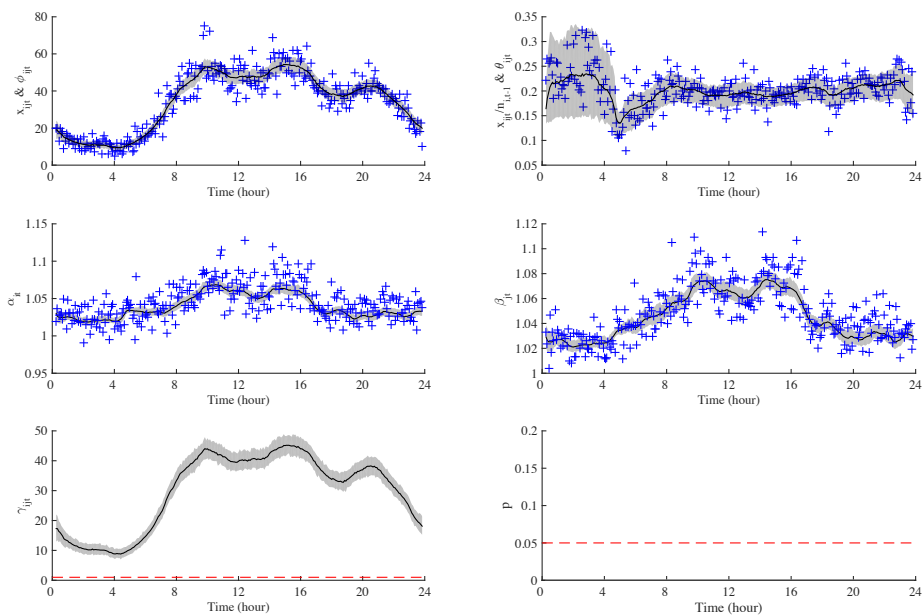 80
60
40
20
0
x_ijt & φ_ijt
0 4 8 12 16 20 24
Time (hour)
0.35
0.3
0.25
0.2
0.15
0.1
0.05
x_ijt/n_i,t-1 & θ_ijt
0 4 8 12 16 20 24
Time (hour)
1.15
1.1
1.05
1
0.95
α_it
0 4 8 12 16 20 24
Time (hour)
1.12
1.1
1.08
1.06
1.04
1.02
1
β_jt
0 4 8 12 16 20 24
Time (hour)
50
40
30
20
10
0
γ_ijt
0 4 8 12 16 20 24
Time (hour)
0.2
0.15
0.1
0.05
0
p
0 4 8 12 16 20 24
Time (hour)